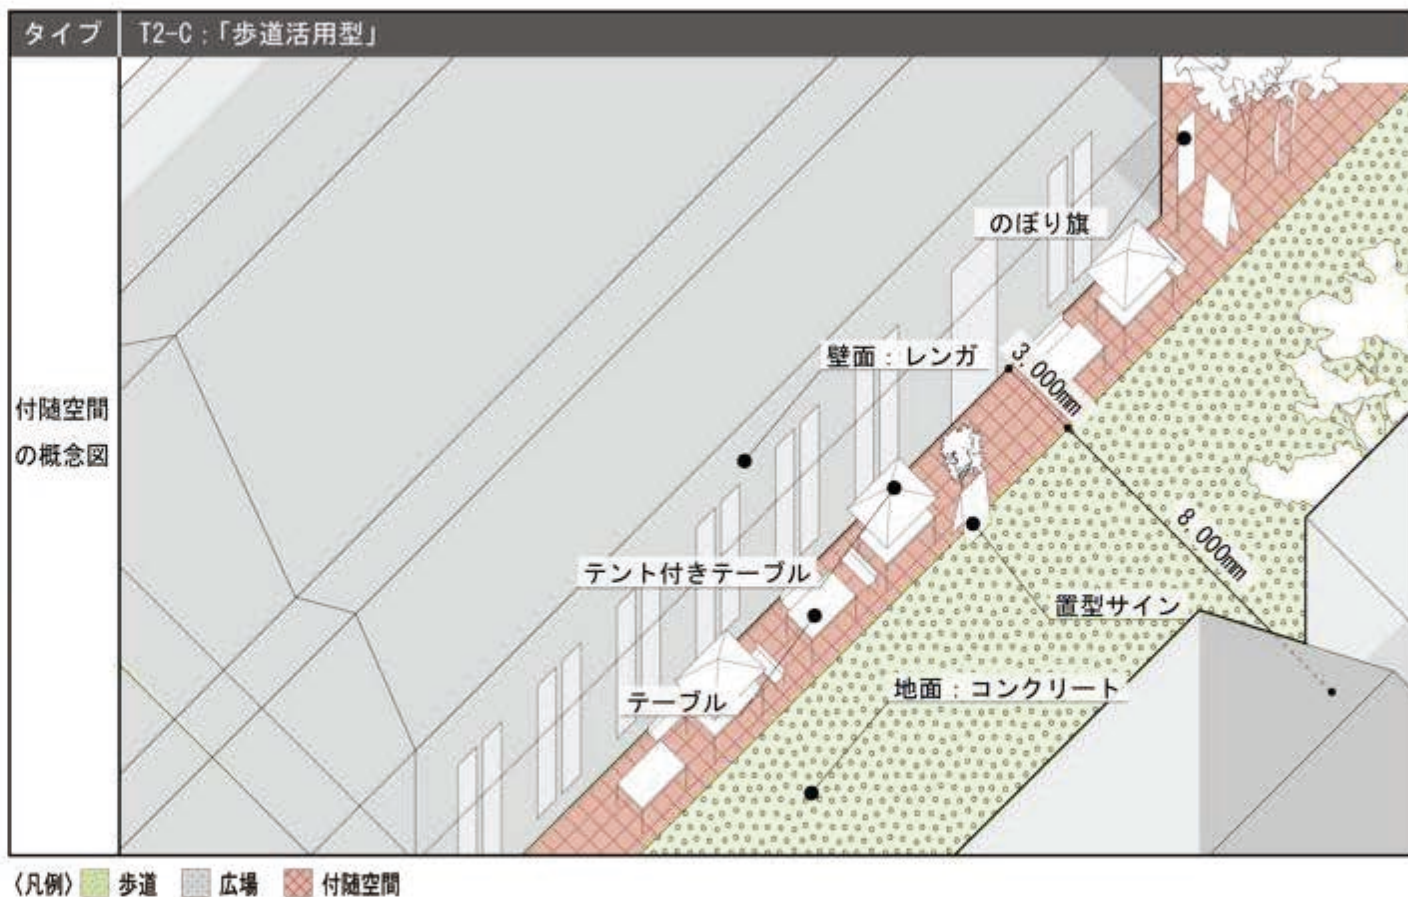 タイプ
T2-C：「歩道活用型」
付随空間
の概念図
のぼり旗
壁面：レンガ
3,000mm
8,000mm
テント付きテーブル
置型サイン
テーブル
地面：コンクリート
〈凡例〉 歩道 広場 付随空間